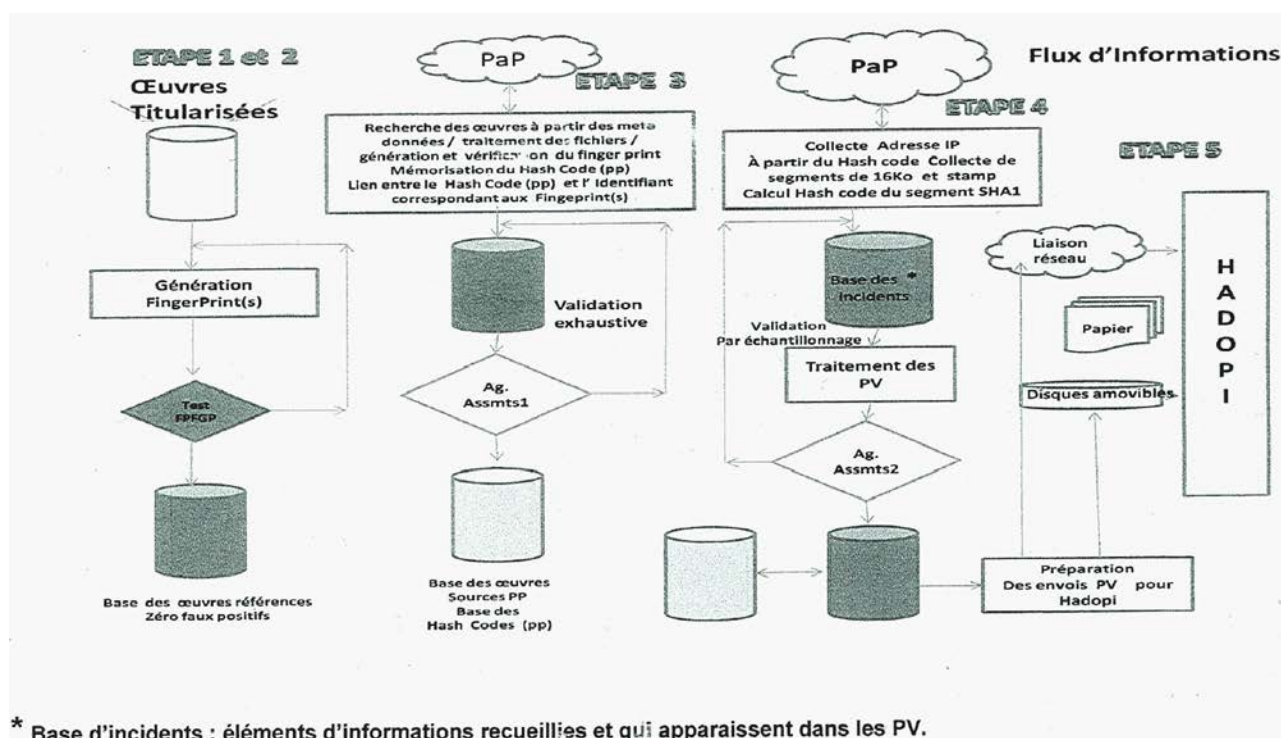 ETAPE 1 et 2
Œuvres
Titularisées
Génération
FingerPrint(s)
Test
FPFGP
Base des œuvres références
Zéro faux positifs
PaP
ETAPE 3
Recherche des œuvres à partir des meta
données / traitement des fichiers /
génération et vérification du finger print
Mémorisation du Hash Code (pp)
Lien entre le Hash Code (pp) et l' Identifiant
correspondant aux Fingeprint(s)
Validation
exhaustive
Ag.
Assmts1
Base des œuvres
Sources PP
Base des
Hash Codes (pp)
PaP
Flux d'Informations
ETAPE 4
Collecte Adresse IP
À partir du Hash code Collecte de
segments de 16Ko et stamp
Calcul Hash code du segment SHA1
Base des *
incidents
Validation
Par échantillonnage
Traitement des
PV
Ag.
Assmts2
ETAPE 5
Liaison
réseau
Papier
Disques amovibles
HADOPI
Préparation
Des envois PV pour
Hadopi
* Base d'incidents : éléments d'informations recueillies et qui apparaissent dans les PV.